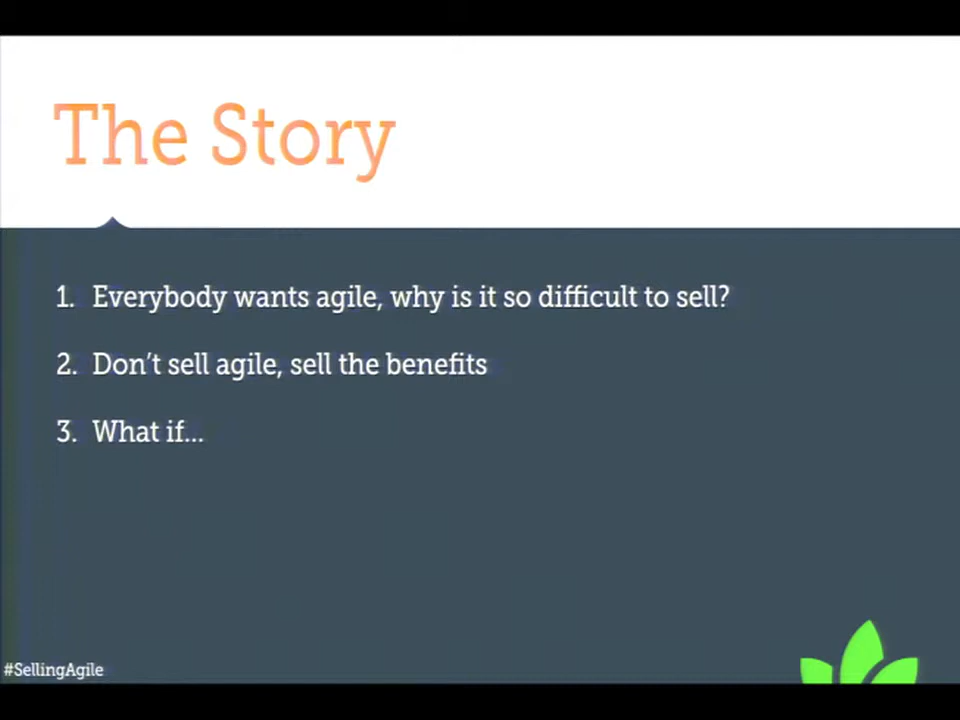 The Story
1. Everybody wants agile, why is it so difficult to sell?
2. Don't sell agile, sell the benefits
3. What if...
#SellingAgile